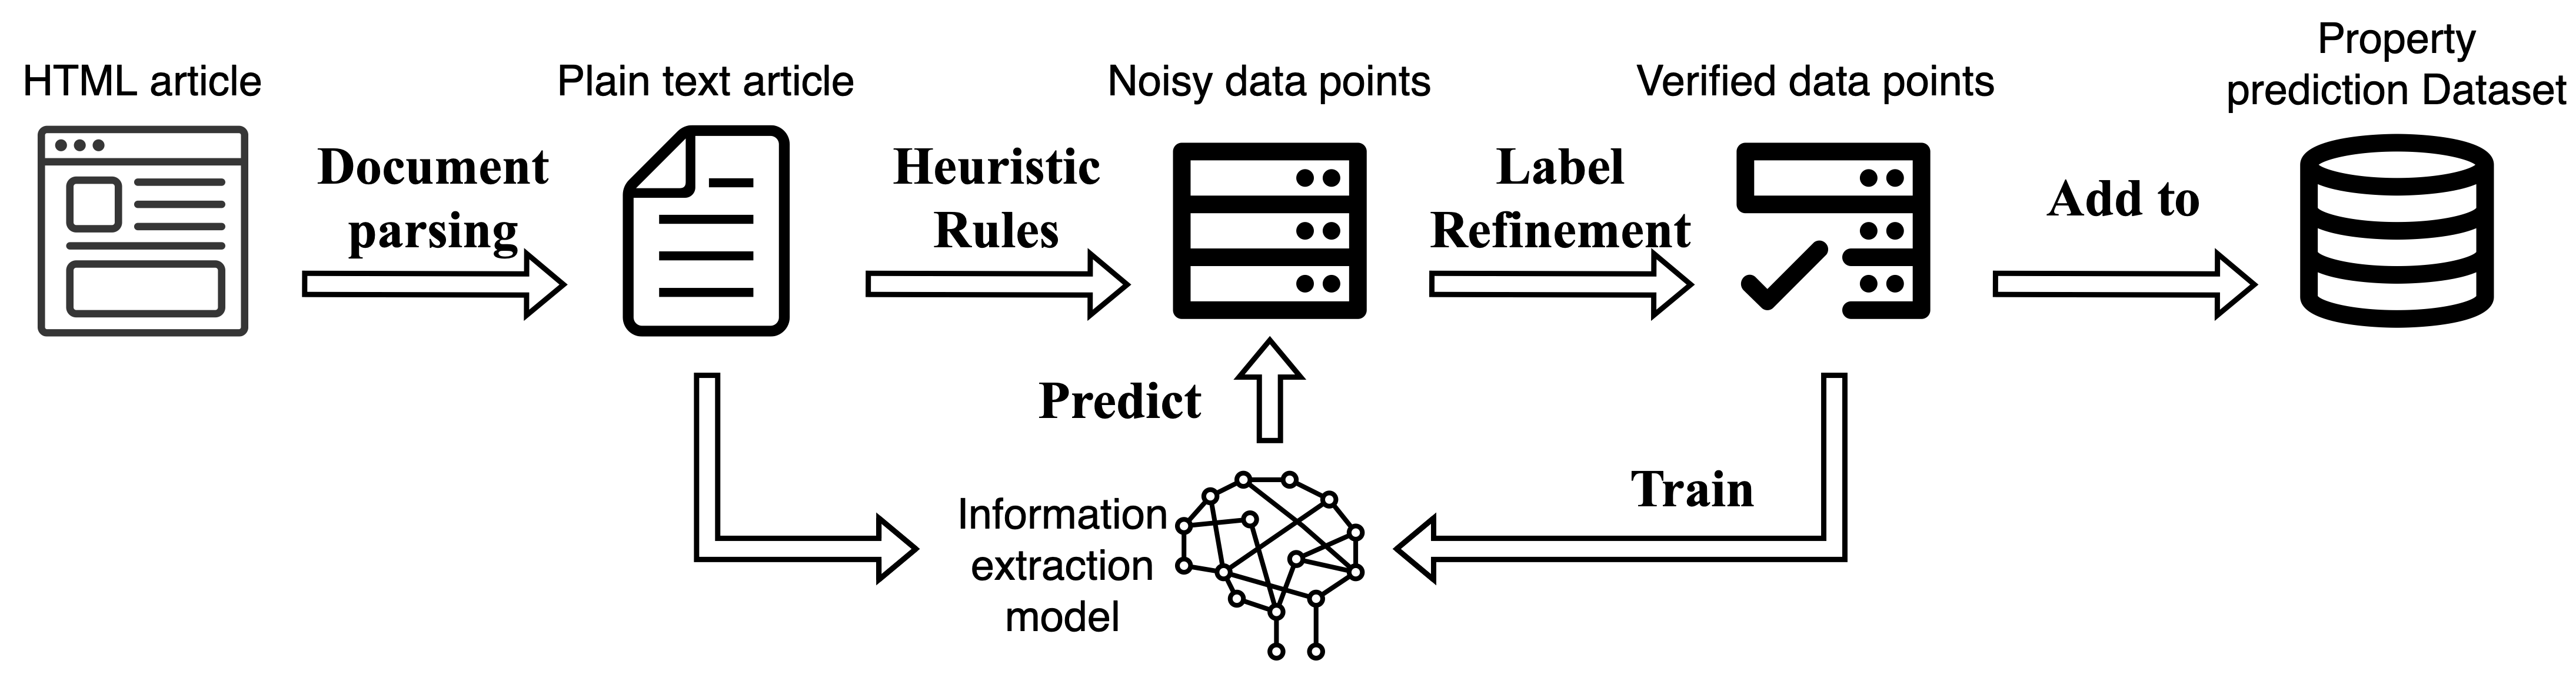 HTML article
Document
parsing
Plain text article
Heuristic
Rules
Noisy data points
Label
Refinement
Verified data points
Add to
Property
prediction Dataset
Predict
Information
extraction
model
Train